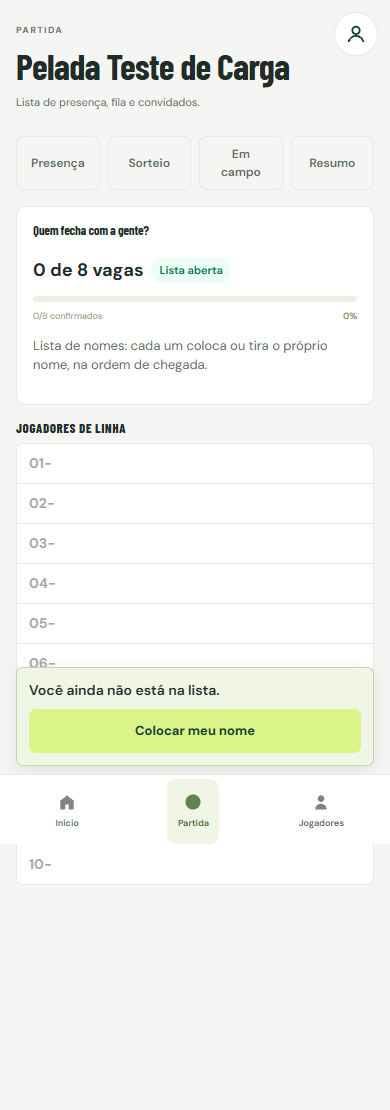 PARTIDA
Pelada Teste de Carga
Lista de presença, fila e convidados.
Presença
Sorteio
Em
campo
Resumo
Quem fecha com a gente?
0 de 8 vagas
Lista aberta
0/8 confirmados
0%
Lista de nomes: cada um coloca ou tira o próprio
nome, na ordem de chegada.
JOGADORES DE LINHA
01-
02-
03-
04-
05-
06-
Você ainda não está na lista.
Colocar meu nome
Início
Partida
Jogadores
10-